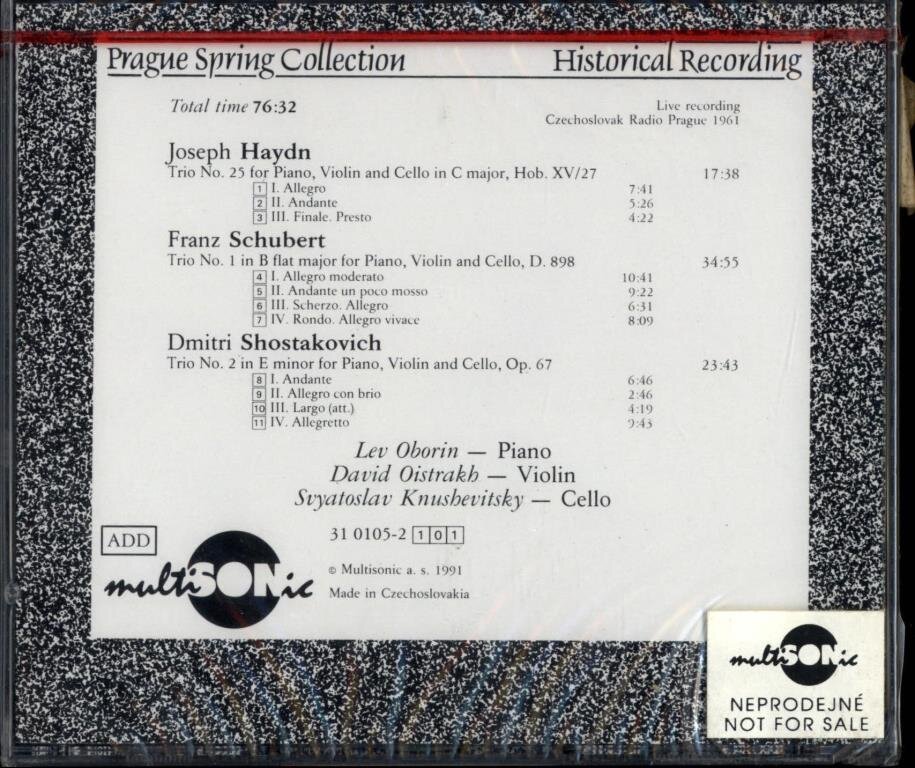 Prague Spring Collection
Historical Recording
Total time 76:32
Live recording
Czechoslovak Radio Prague 1961
Joseph Haydn
Trio No. 25 for Piano, Violin and Cello in C major, Hob. XV/27 17:38
1 I. Allegro 7:41
2 II. Andante 5:26
3 III. Finale. Presto 4:22
Franz Schubert
Trio No. 1 in B flat major for Piano, Violin and Cello, D. 898 34:55
4 I. Allegro moderato 10:41
5 II. Andante un poco mosso 9:22
6 III. Scherzo. Allegro 6:31
7 IV. Rondo. Allegro vivace 8:09
Dmitri Shostakovich
Trio No. 2 in E minor for Piano, Violin and Cello, Op. 67 23:43
8 I. Andante 6:46
9 II. Allegro con brio 2:46
10 III. Largo (att.) 4:19
11 IV. Allegretto 9:43
Lev Oborin — Piano
David Oistrakh — Violin
Svyatoslav Knushevitsky — Cello
ADD
31 0105-2 1 0 1
multiSONic
© Multisonic a. s. 1991
Made in Czechoslovakia
multiSONic
NEPRODEJNÉ
NOT FOR SALE